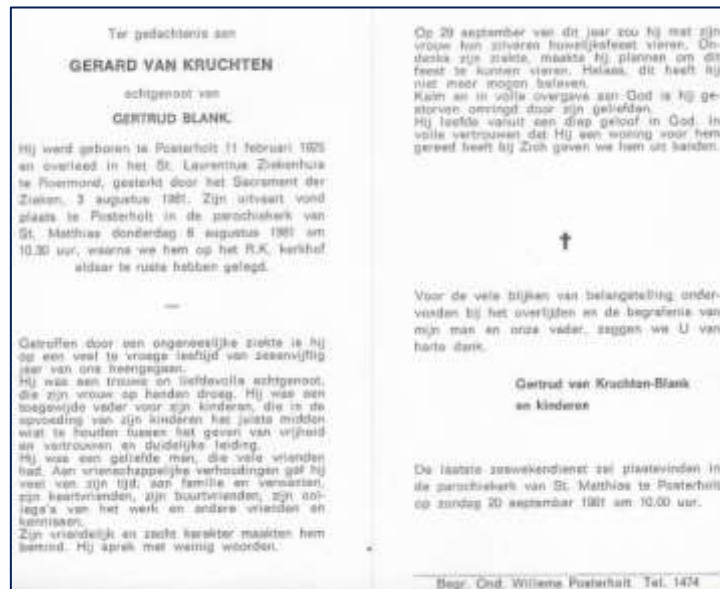 Ter gedachtenis aan
GERARD VAN KRUCHTEN
echtgenoot van
GERTRUD BLANK.
Hij werd geboren te Posterholt 11 februari 1925
en overleed in het St. Laurentius Ziekenhuis
te Roermond, gesterkt door het Sacrament der
Zieken, 3 augustus 1981. Zijn uitvaart vond
plaats te Posterholt in de parochiekerk van
St. Matthias donderdag 6 augustus 1981 om
10.30 uur, waarna we hem op het R.K. kerkhof
aldaar te ruste hebben gelegd.
—
Getroffen door een ongeneeslijke ziekte is hij
op een veel te vroege leeftijd van zesenvijftig
jaar van ons heengegaan.
Hij was een trouwe en liefdevolle echtgenoot,
die zijn vrouw op handen droeg. Hij was een
toegewijde vader voor zijn kinderen, die in de
opvoeding van zijn kinderen het juiste midden
wist te houden tussen het geven van vrijheid
en vertrouwen en duidelijke leiding.
Hij was een geliefde man, die vele vrienden
had. Aan vriendschappelijke verhoudingen gaf hij
veel van zijn tijd, aan familie en verwanten,
zijn kaartvrienden, zijn buurtvrienden, zijn col-
lega's van het werk en andere vrienden en
kennissen.
Zijn vriendelijk en zacht karakter maakten hem
bemind. Hij sprak met weinig woorden.
Op 29 september van dit jaar zou hij met zijn
vrouw hun zilveren huwelijksfeest vieren. On-
danks zijn ziekte, maakte hij plannen om dit
feest te kunnen vieren. Helaas, dit heeft hij
niet meer mogen beleven.
Kalm en in volle overgave aan God is hij ge-
storven omringd door zijn geliefden.
Hij leefde vanuit een diep geloof in God. In
volle vertrouwen dat Hij een woning voor hem
gereed heeft bij Zich geven we hem uit handen.
Voor de vele blijken van belangstelling onder-
vonden bij het overlijden en de begrafenis van
mijn man en onze vader, zeggen we U van
harte dank.
Gertrud van Kruchten-Blank
en kinderen
De laatste zeswekendienst zal plaatsvinden in
de parochiekerk van St. Matthias te Posterholt
op zondag 20 september 1981 om 10.00 uur.
Begr. Ond. Willems Posterholt Tel. 1474